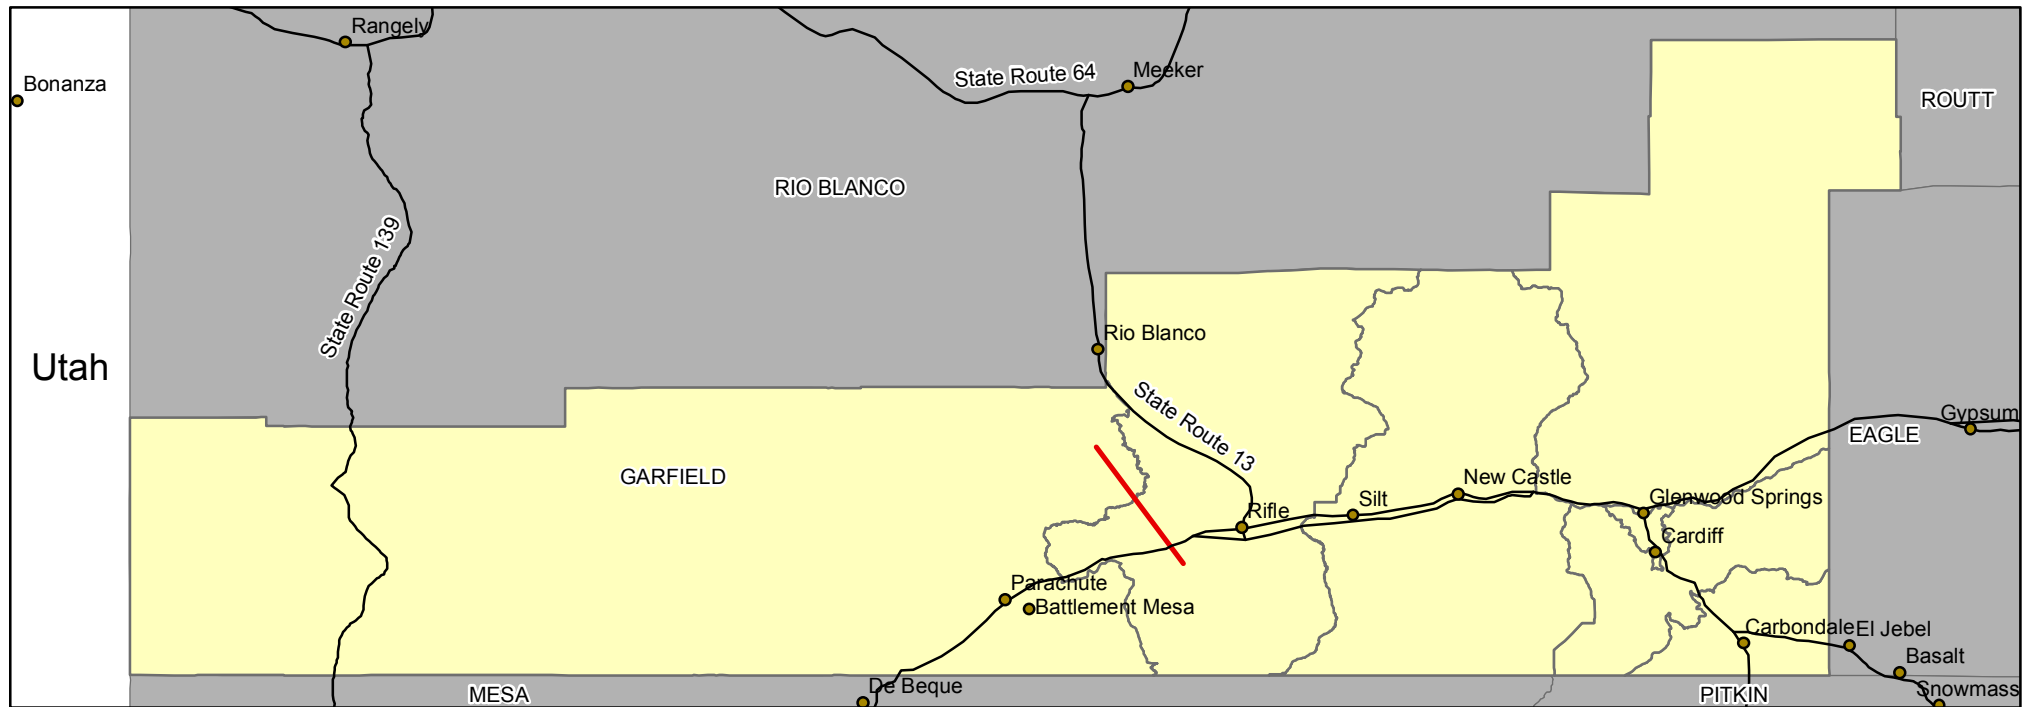 Rangely
Bonanza
State Route 64
Meeker
ROUTT
RIO BLANCO
State Route 139
Utah
Rio Blanco
State Route 13
Gypsum
EAGLE
GARFIELD
New Castle
Silt
Glenwood Springs
Rifle
Cardiff
Parachute
Battlement Mesa
Carbondale
El Jebel
Basalt
De Beque
MESA
PITKIN
Snowmass